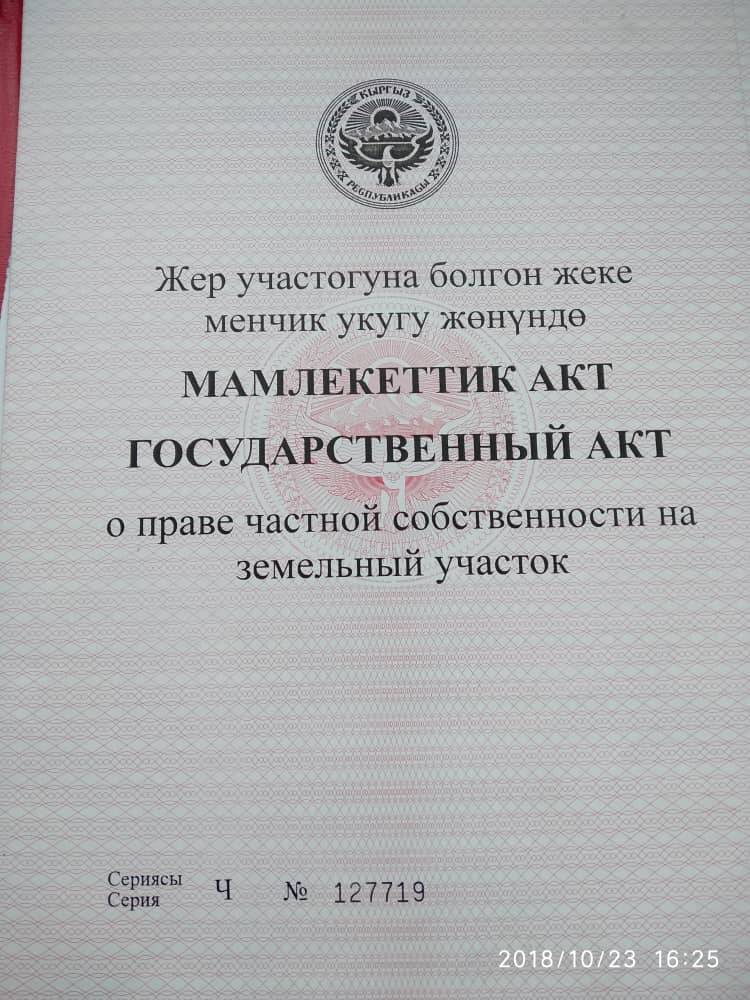 КЫРГЫЗ
РЕСПУБЛИКАСЫ
Жер участогуна болгон жеке
менчик укугу жөнүндө
МАМЛЕКЕТТИК АКТ
ГОСУДАРСТВЕННЫЙ АКТ
о праве частной собственности на
земельный участок
Сериясы
Серия
Ч № 127719
2018/10/23 16:25